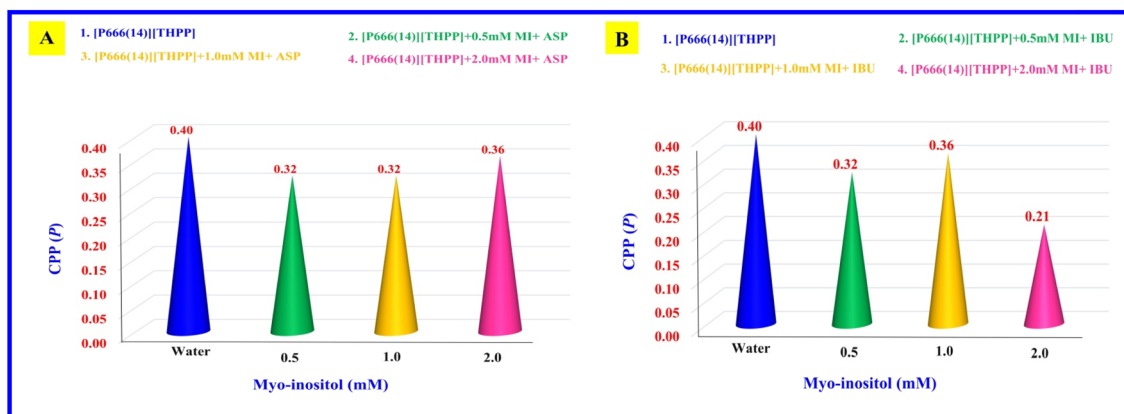 A
1. [P666(14)][THPP]
2. [P666(14)][THPP]+0.5mM MI+ ASP
3. [P666(14)][THPP]+1.0mM MI+ ASP
4. [P666(14)][THPP]+2.0mM MI+ ASP
CPP (P)
0.40
0.35
0.30
0.25
0.20
0.15
0.10
0.05
0.00
0.40
0.32
0.32
0.36
Water
0.5
1.0
2.0
Myo-inositol (mM)
B
1. [P666(14)][THPP]
2. [P666(14)][THPP]+0.5mM MI+ IBU
3. [P666(14)][THPP]+1.0mM MI+ IBU
4. [P666(14)][THPP]+2.0mM MI+ IBU
CPP (P)
0.40
0.35
0.30
0.25
0.20
0.15
0.10
0.05
0.00
0.40
0.32
0.36
0.21
Water
0.5
1.0
2.0
Myo-inositol (mM)